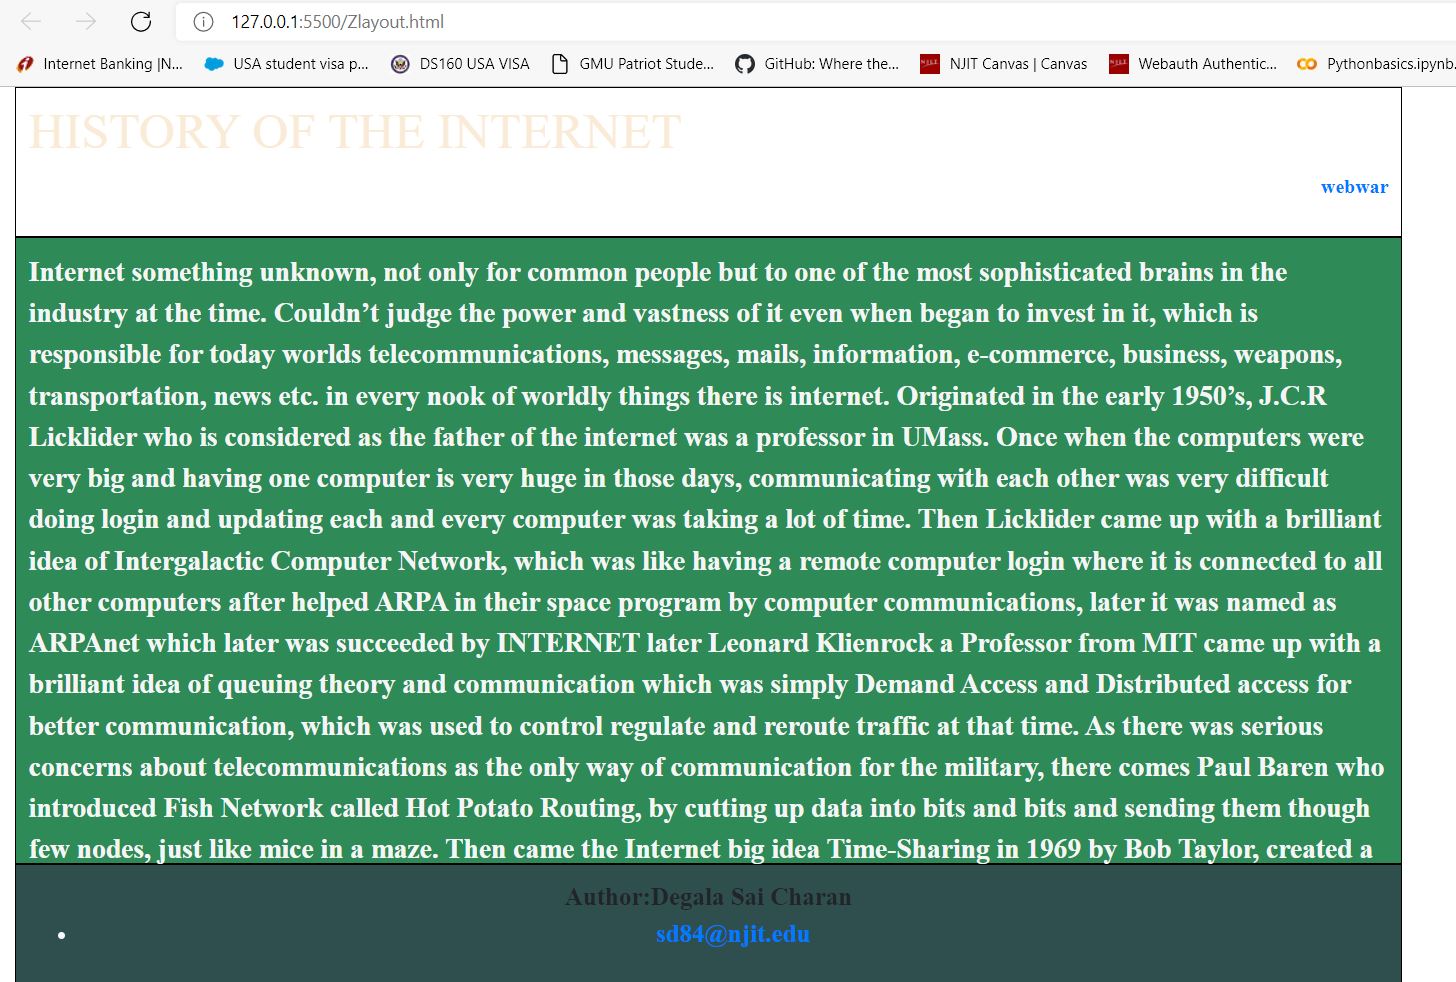 127.0.0.1:5500/Zlayout.html
Internet Banking |N... USA student visa p... DS160 USA VISA GMU Patriot Stude... GitHub: Where the... NJIT Canvas | Canvas Webauth Authentic... Pythonbasics.ipynb.
HISTORY OF THE INTERNET
webwar
Internet something unknown, not only for common people but to one of the most sophisticated brains in the
industry at the time. Couldn’t judge the power and vastness of it even when began to invest in it, which is
responsible for today worlds telecommunications, messages, mails, information, e-commerce, business, weapons,
transportation, news etc. in every nook of worldly things there is internet. Originated in the early 1950’s, J.C.R
Licklider who is considered as the father of the internet was a professor in UMass. Once when the computers were
very big and having one computer is very huge in those days, communicating with each other was very difficult
doing login and updating each and every computer was taking a lot of time. Then Licklider came up with a brilliant
idea of Intergalactic Computer Network, which was like having a remote computer login where it is connected to all
other computers after helped ARPA in their space program by computer communications, later it was named as
ARPAnet which later was succeeded by INTERNET later Leonard Klienrock a Professor from MIT came up with a
brilliant idea of queuing theory and communication which was simply Demand Access and Distributed access for
better communication, which was used to control regulate and reroute traffic at that time. As there was serious
concerns about telecommunications as the only way of communication for the military, there comes Paul Baren who
introduced Fish Network called Hot Potato Routing, by cutting up data into bits and bits and sending them though
few nodes, just like mice in a maze. Then came the Internet big idea Time-Sharing in 1969 by Bob Taylor, created a
Author:Degala Sai Charan
• sd84@njit.edu